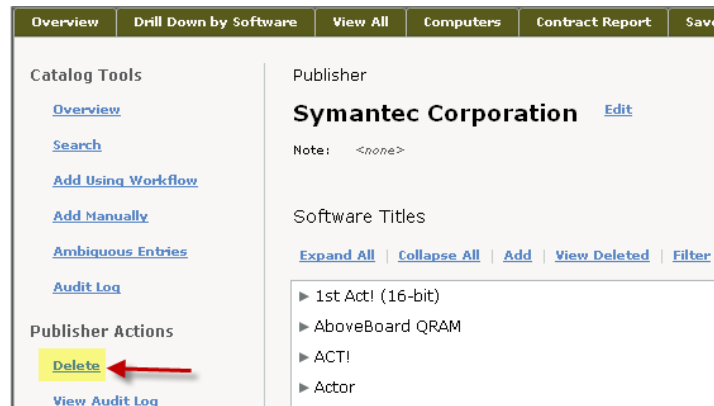 Overview Drill Down by Software View All Computers Contract Report
Catalog Tools
Overview
Search
Add Using Workflow
Add Manually
Ambiguous Entries
Audit Log
Publisher Actions
Delete
View Audit Log
Publisher
Symantec Corporation Edit
Note: <none>
Software Titles
Expand All | Collapse All | Add | View Deleted | Filter
1st Act! (16-bit)
AboveBoard QRAM
ACT!
Actor